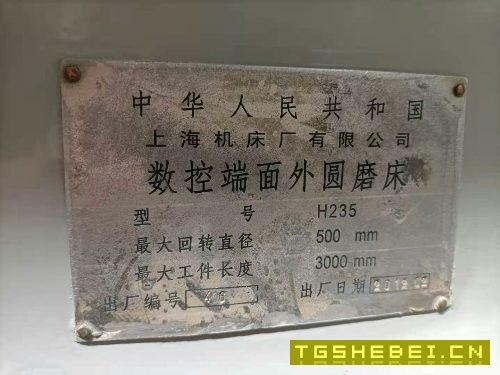 中华人民共和国
上海机床厂有限公司
数控端面外圆磨床
型 号 H235
最大回转直径 500 mm
最大工件长度 3000 mm
出厂编号 出厂日期
TGSHEBEI.CN